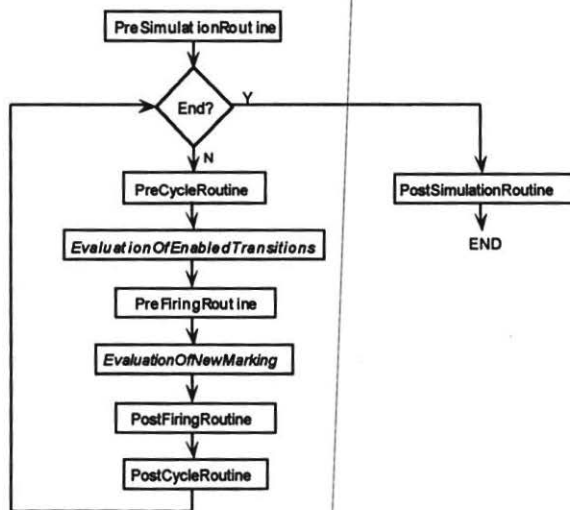 PreSimulationRoutine
End?
Y
N
PreCycleRoutine
PostSimulationRoutine
EvaluationOfEnabledTransitions
END
PreFiringRoutine
EvaluationOfNewMarking
PostFiringRoutine
PostCycleRoutine